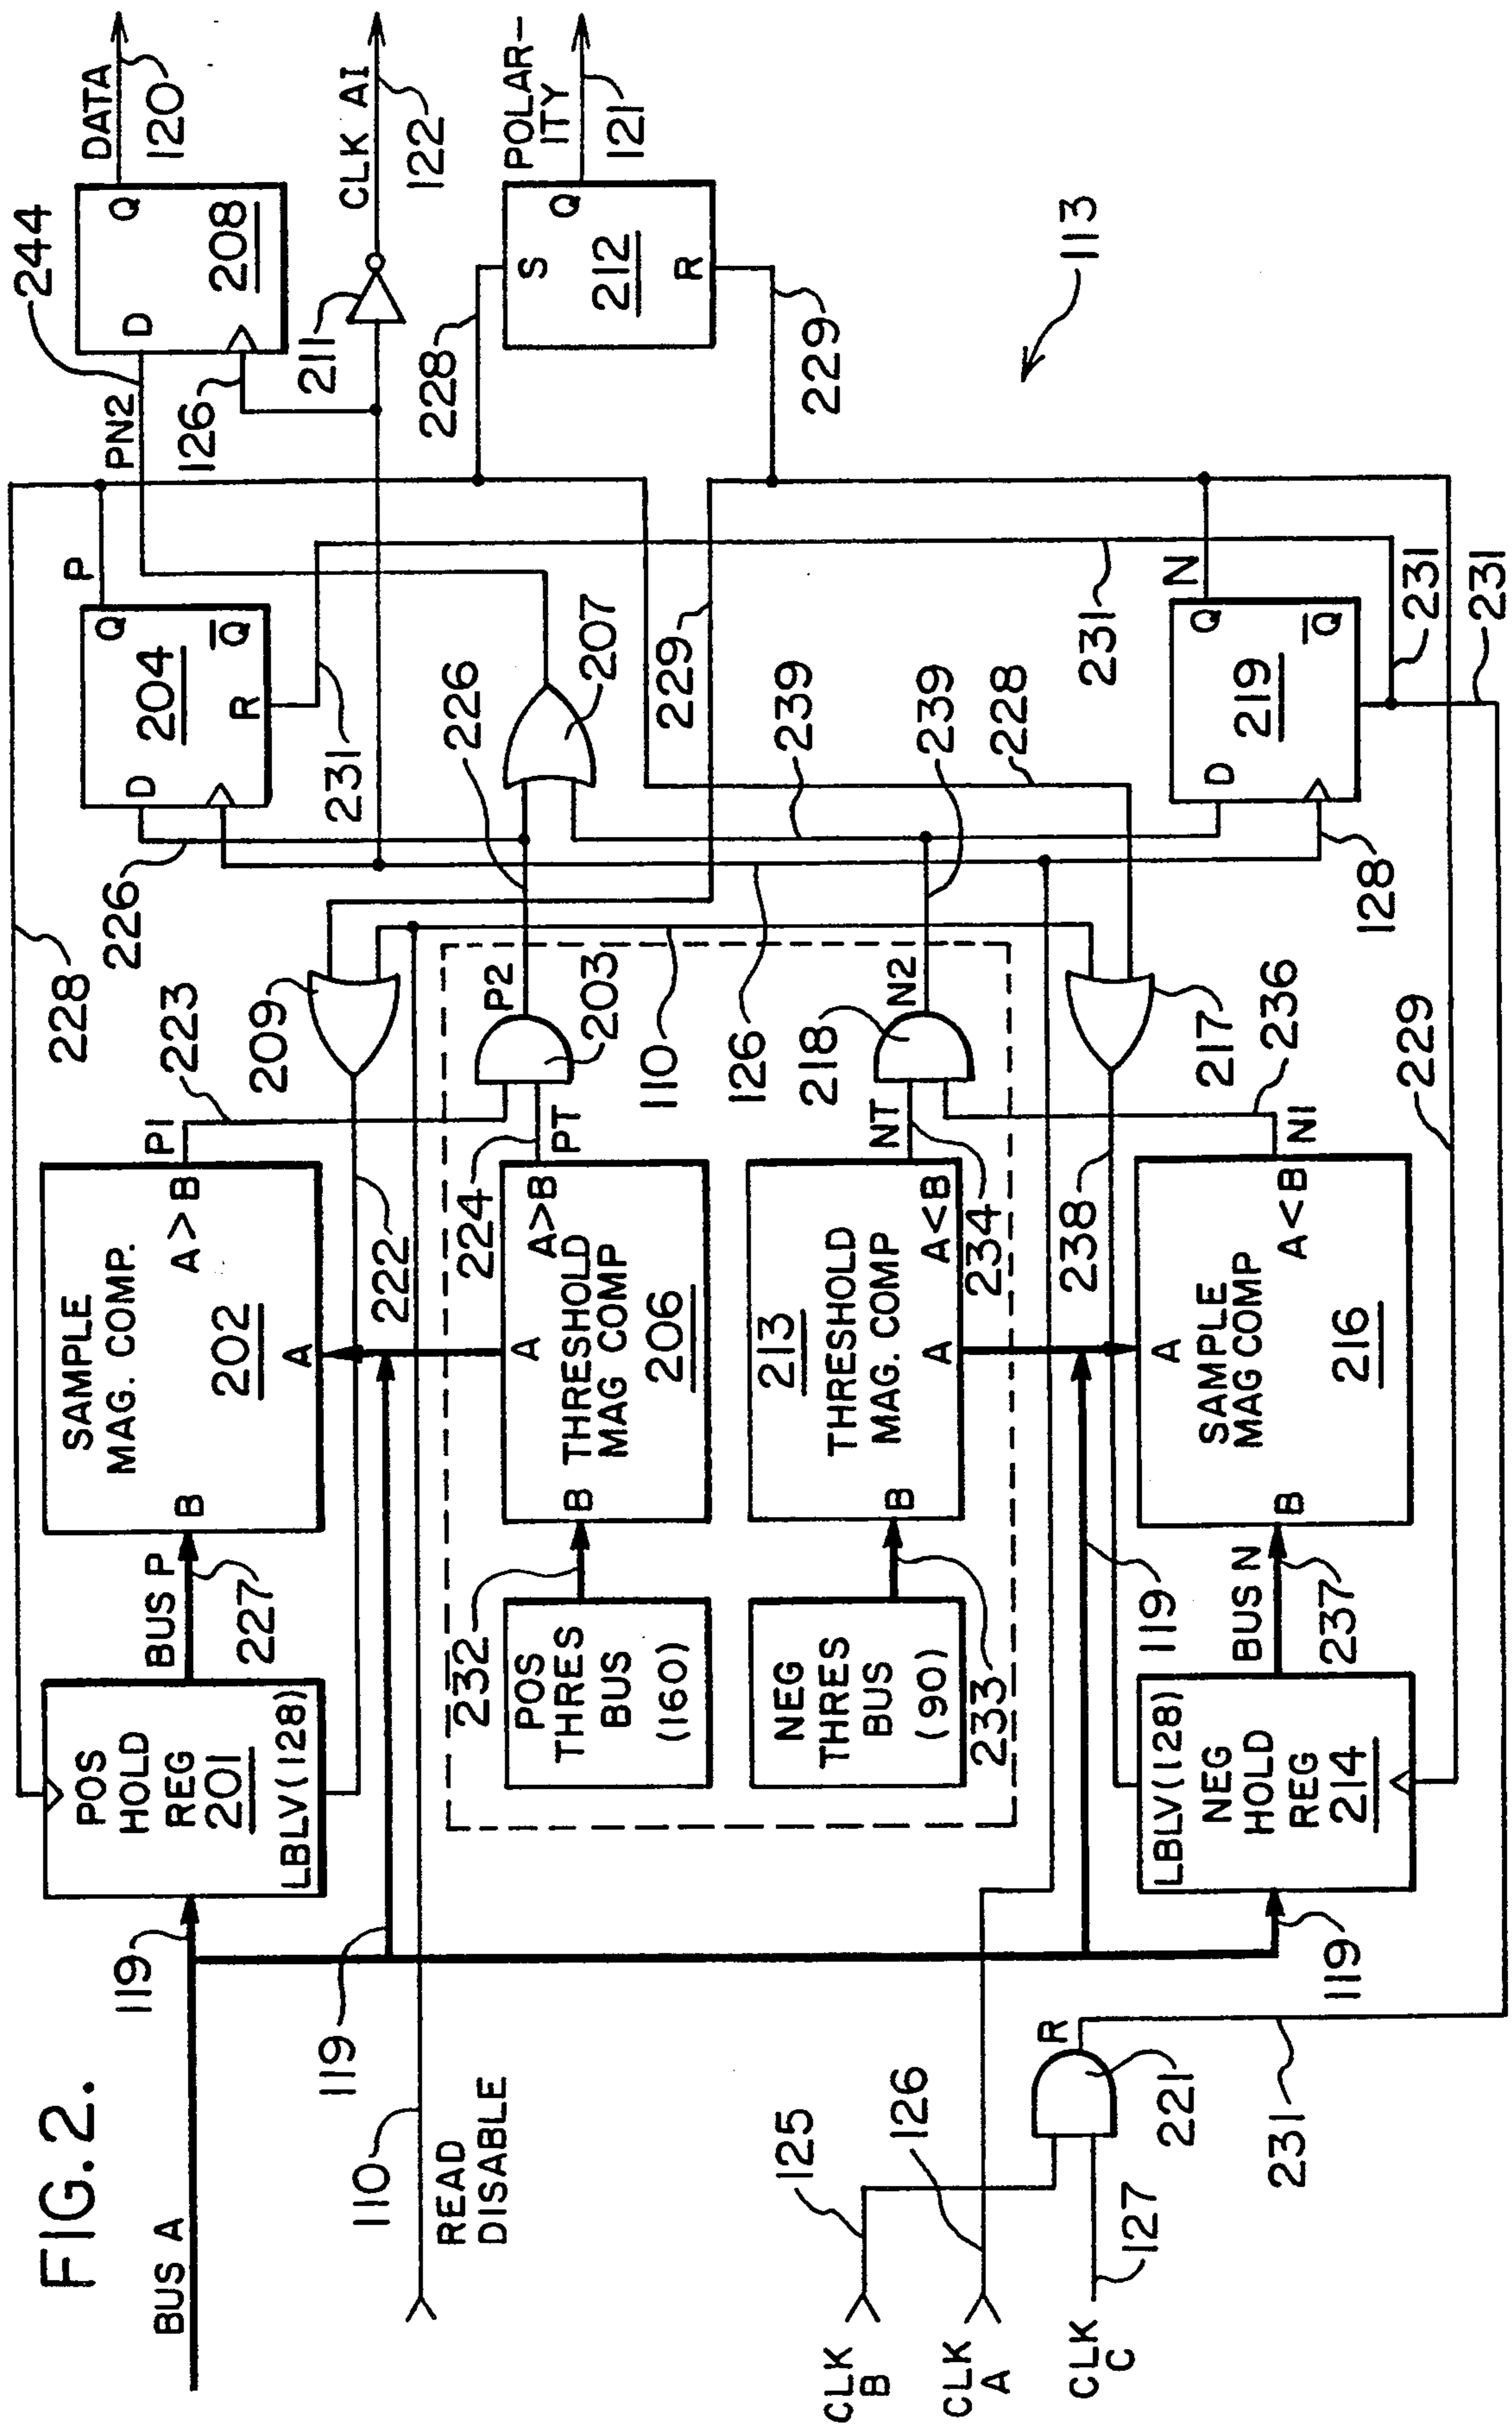 FIG. 2.
BUS A
119
POS
HOLD
REG
201
LBLV (128)
BUS P
227
SAMPLE
MAG. COMP.
202
B
A
A > B
P1
223
228
209
222
226
D
Q
Q
204
R
P
231
244
PN2
D
Q
208
126
DATA
120
211
CLK A1
122
228
S
Q
212
R
229
POLAR-
ITY
121
113
110
READ
DISABLE
119
232
POS
THRES
BUS
(160)
B
A
A>B
THRESHOLD
MAG COMP
206
224
PT
P2
203
226
207
229
110
NEG
THRES
BUS
(90)
233
B
A
A<B
213
THRESHOLD
MAG. COMP
234
NT
N2
218
126
239
239
228
231
CLK
B
125
CLK
A
126
CLK
C
127
221
R
231
119
119
LBLV (128)
NEG
HOLD
REG
214
BUS N
237
B
A
A < B
SAMPLE
MAG COMP
216
238
N1
236
217
229
128
D
Q
Q
219
N
231
231